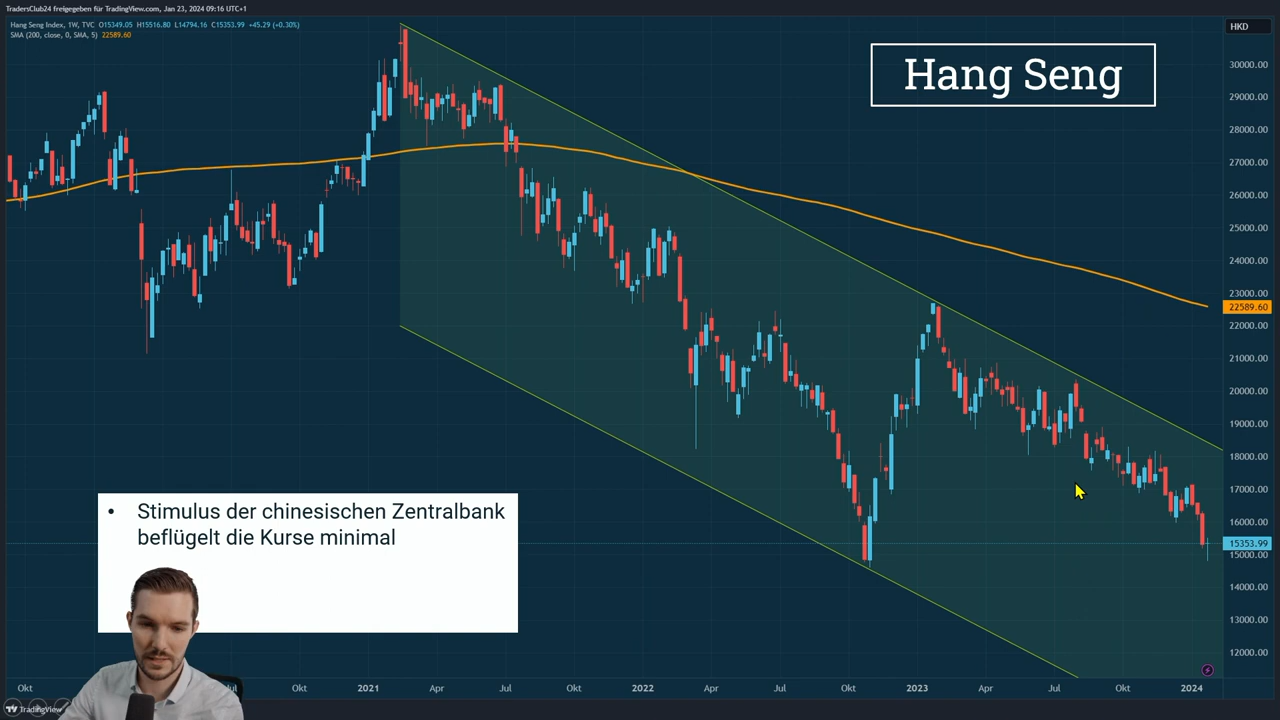 TradersClub24 freigegeben für TradingView.com, Jan 23, 2024 09:16 UTC+1
Hang Seng Index, 1W, TVC O15349.05 H15516.80 L14794.16 C15353.99 +45.29 (+0.30%)
SMA (200, close, 0, SMA, 5) 22589.60
HKD
Hang Seng
30000.00
29000.00
28000.00
27000.00
26000.00
25000.00
24000.00
23000.00
22589.60
22000.00
21000.00
20000.00
19000.00
18000.00
17000.00
16000.00
15353.99
15000.00
14000.00
13000.00
12000.00
• Stimulus der chinesischen Zentralbank
beflügelt die Kurse minimal
Okt Jul Okt 2021 Apr Jul Okt 2022 Apr Jul Okt 2023 Apr Jul Okt 2024
TradingView